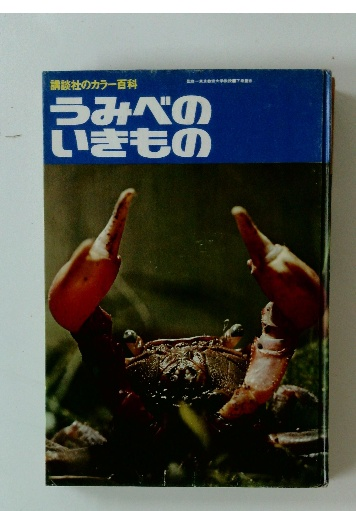 講談社のカラー百科
うみべの
いきもの